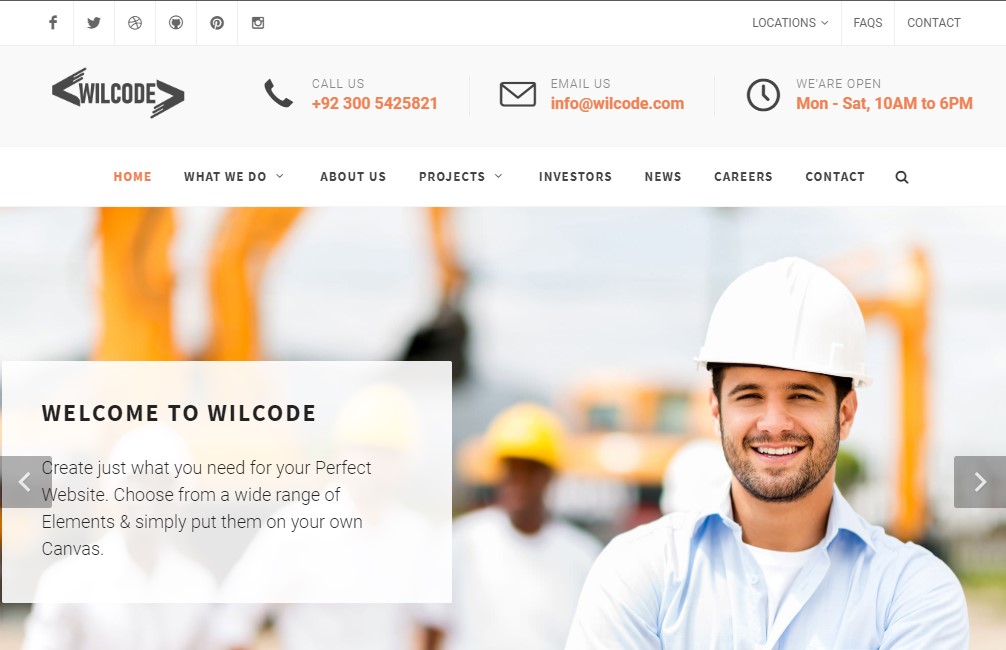 LOCATIONS FAQS CONTACT
WILCODE
CALL US
+92 300 5425821
EMAIL US
info@wilcode.com
WE'ARE OPEN
Mon - Sat, 10AM to 6PM
HOME WHAT WE DO ABOUT US PROJECTS INVESTORS NEWS CAREERS CONTACT
WELCOME TO WILCODE
Create just what you need for your Perfect
Website. Choose from a wide range of
Elements & simply put them on your own
Canvas.